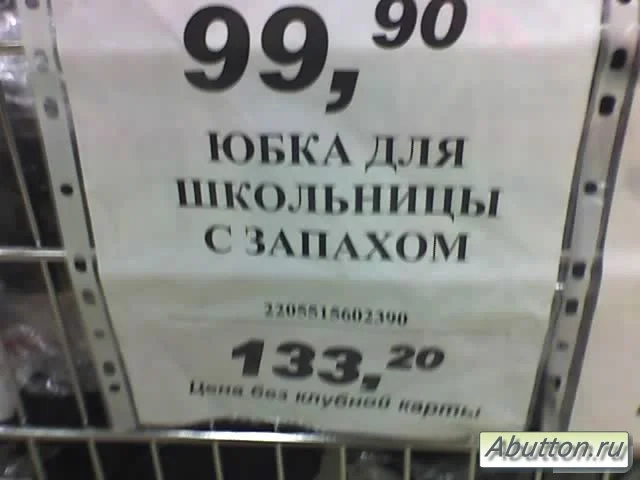 99,90
ЮБКА ДЛЯ
ШКОЛЬНИЦЫ
С ЗАПАХОМ
2205515602390
133,20
Цена без клубной карты
Abutton.ru